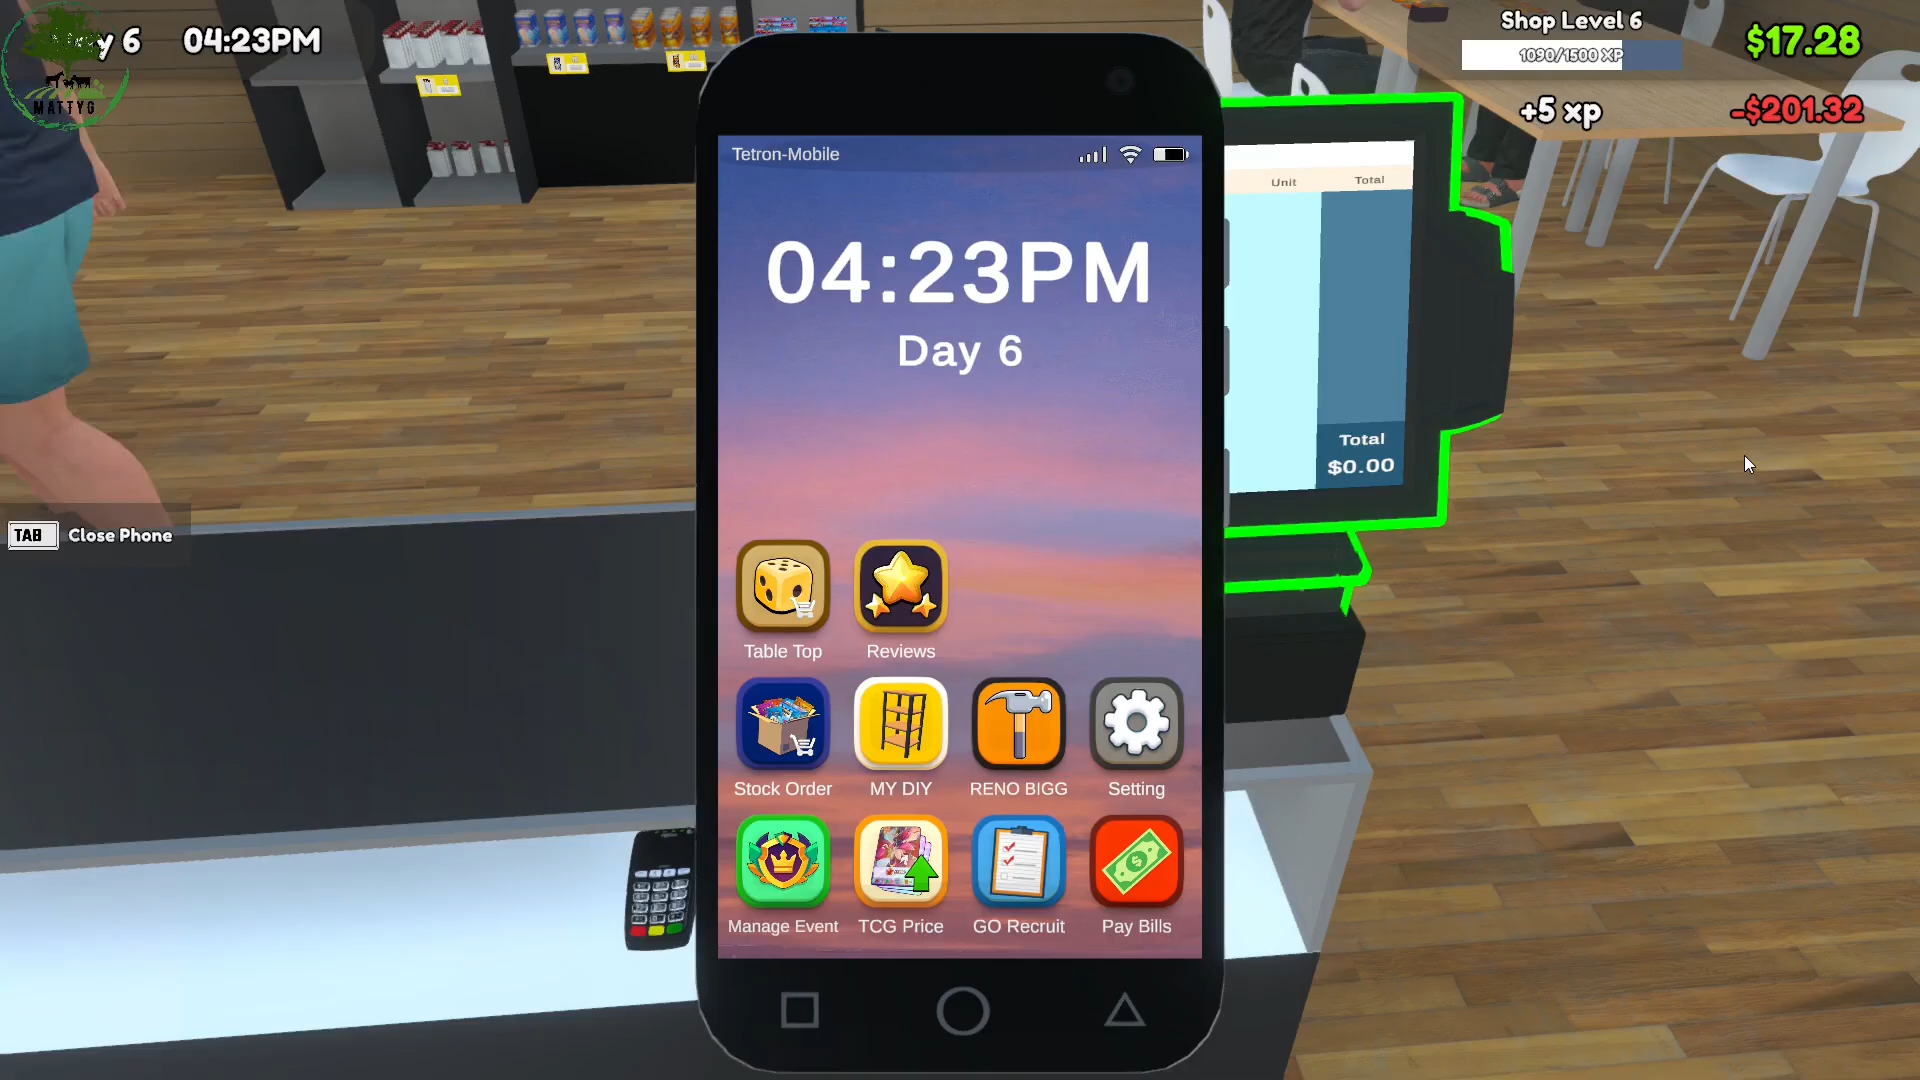 y 6
04:23PM
MATTYG
Shop Level 6
1090/1500 XP
$17.28
+5 xp
-$201.32
Tetron-Mobile
04:23PM
Day 6
Unit
Total
Total
$0.00
TAB
Close Phone
Table Top
Reviews
Stock Order
MY DIY
RENO BIGG
Setting
Manage Event
TCG Price
GO Recruit
Pay Bills